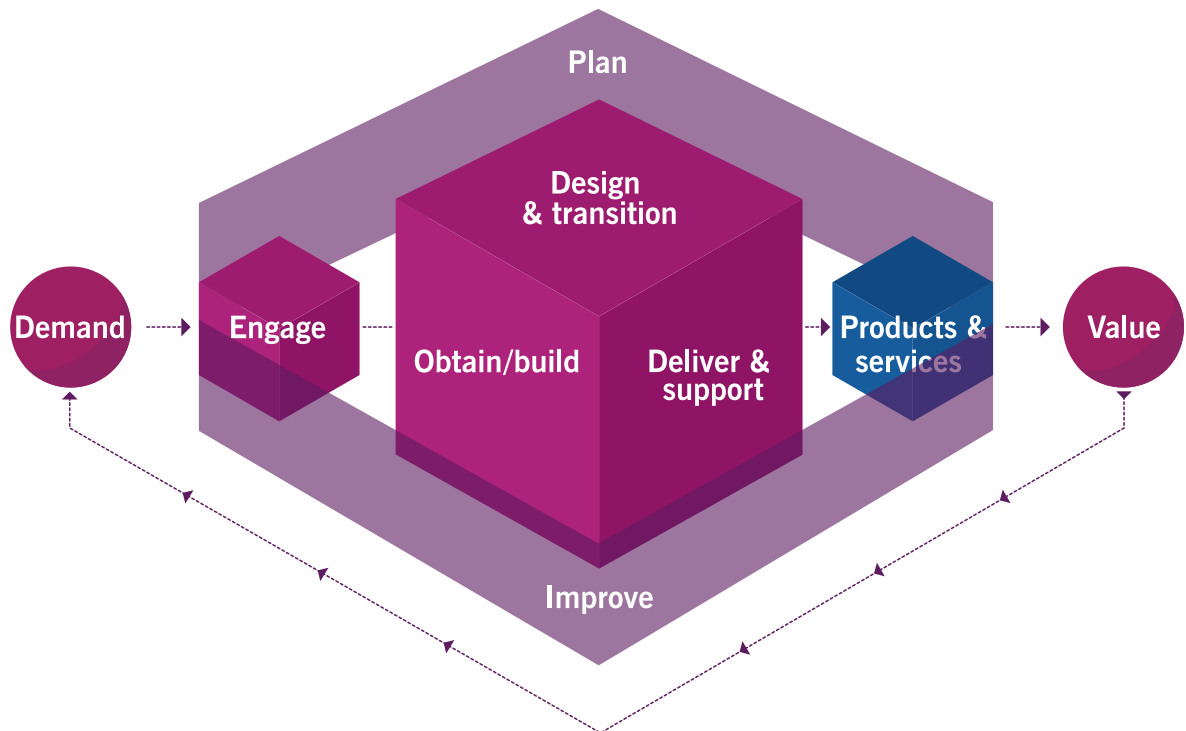 Plan
Design
& transition
Demand
Engage
Obtain/build
Deliver &
support
Products &
services
Value
Improve